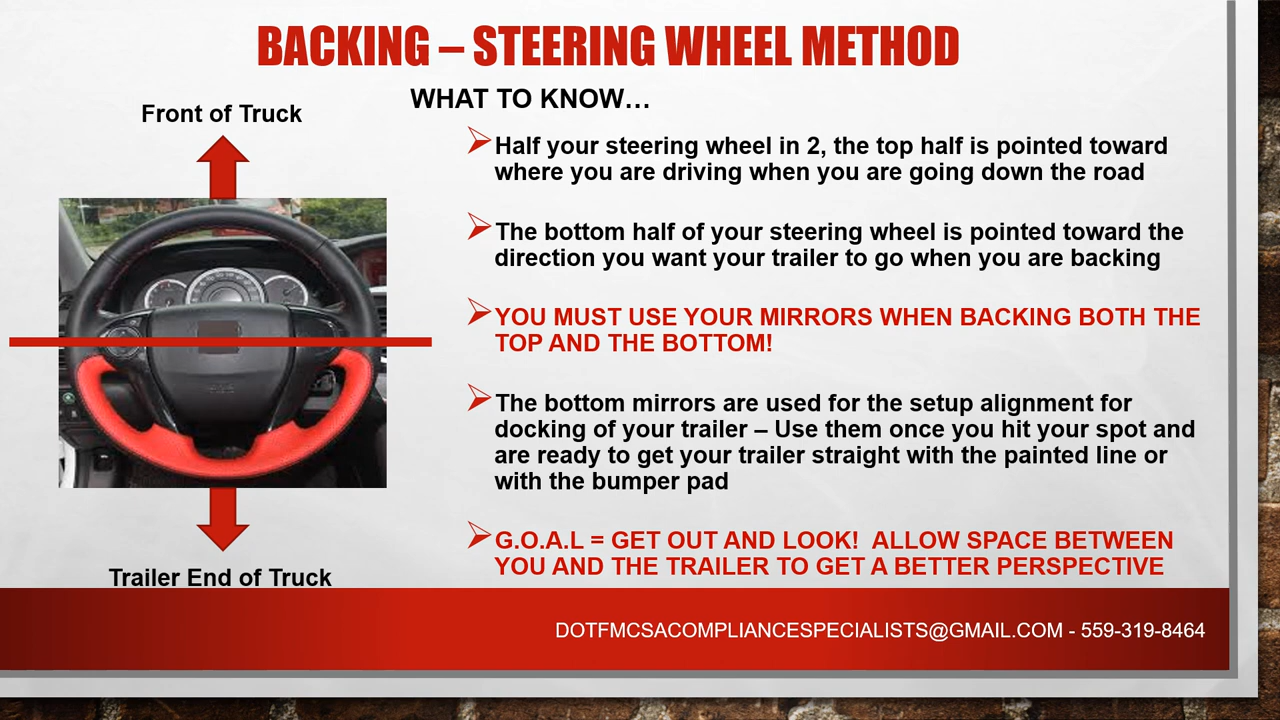 BACKING – STEERING WHEEL METHOD
WHAT TO KNOW…
Front of Truck
Trailer End of Truck
Half your steering wheel in 2, the top half is pointed toward
where you are driving when you are going down the road
The bottom half of your steering wheel is pointed toward the
direction you want your trailer to go when you are backing
YOU MUST USE YOUR MIRRORS WHEN BACKING BOTH THE
TOP AND THE BOTTOM!
The bottom mirrors are used for the setup alignment for
docking of your trailer – Use them once you hit your spot and
are ready to get your trailer straight with the painted line or
with the bumper pad
G.O.A.L = GET OUT AND LOOK!  ALLOW SPACE BETWEEN
YOU AND THE TRAILER TO GET A BETTER PERSPECTIVE
DOTFMCSACOMPLIANCESPECIALISTS@GMAIL.COM - 559-319-8464